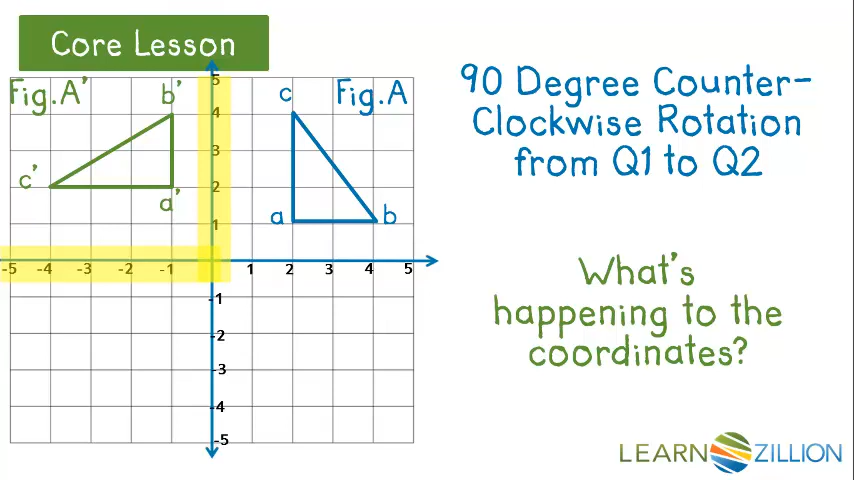 Core Lesson
Fig.A'
b'
c
Fig.A
c'
a'
a
b
5
4
3
2
1
-5 -4 -3 -2 -1 1 2 3 4 5
-1
-2
-3
-4
-5
90 Degree Counter-
Clockwise Rotation
from Q1 to Q2
What's
happening to the
coordinates?
LEARN ZILLION